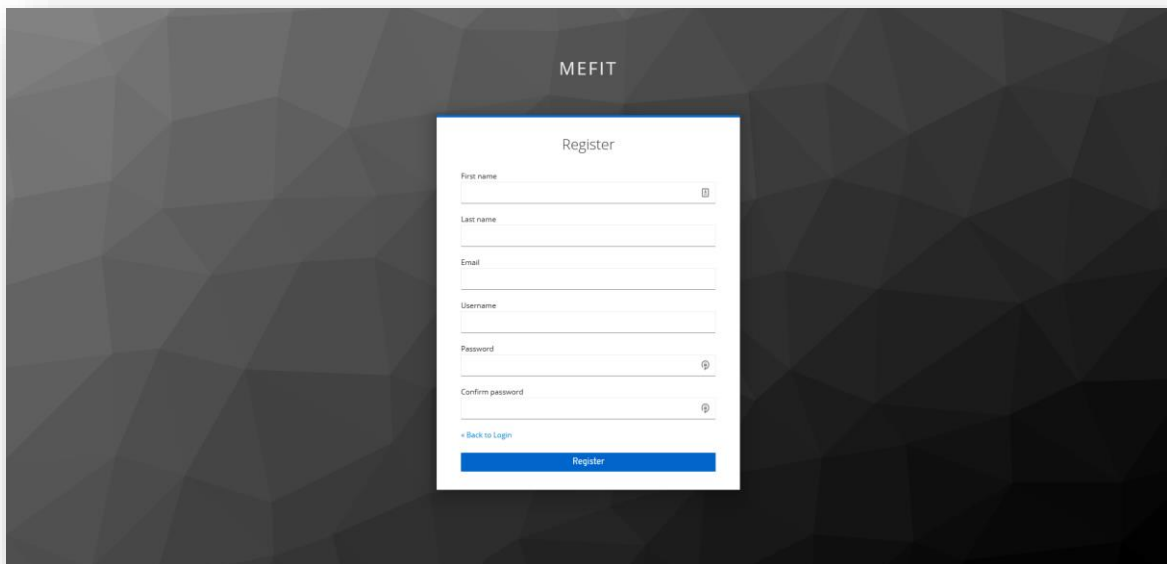 MEFIT
Register
First name
Last name
Email
Username
Password
Confirm password
« Back to Login
Register